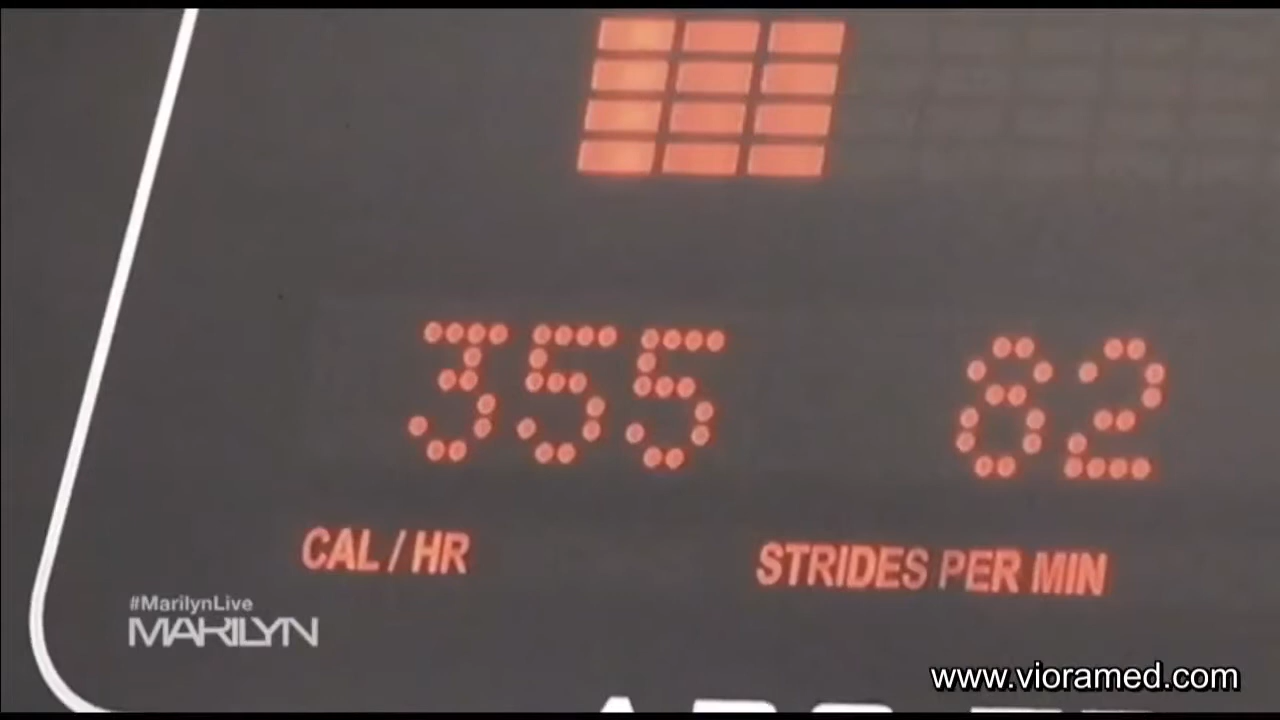 355 82
CAL / HR STRIDES PER MIN
#MarilynLive
MARILYN
www.vioramed.com